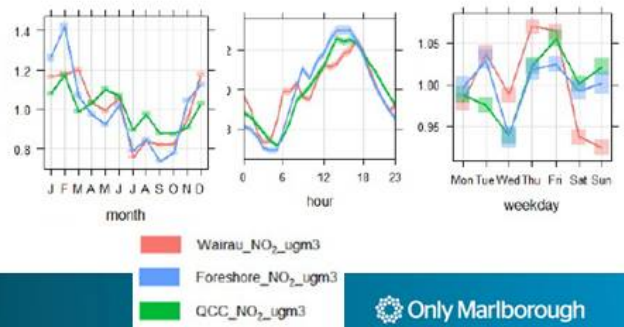 1.4
1.2
1.0
0.8
J F M A M J J A S O N D
month
.2
0 6 12 18 23
hour
1.05
1.00
0.95
Mon Tue Wed Thu Fri Sat Sun
weekday
Wairau_NO₂_ugm3
Foreshore_NO₂_ugm3
QCC_NO₂_ugm3
Only Marlborough